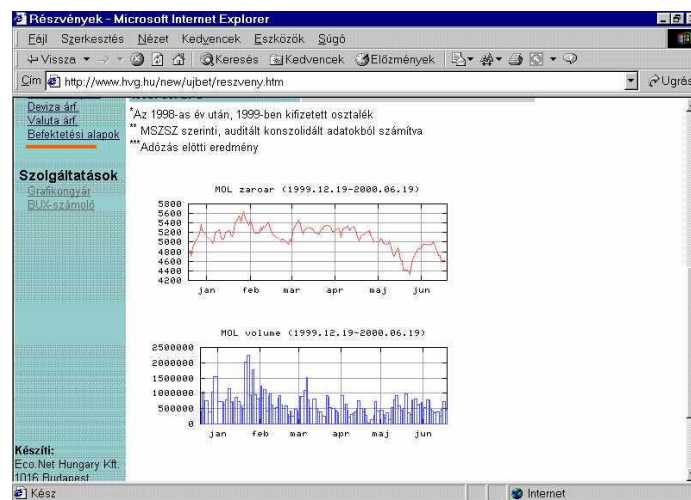 Részvények - Microsoft Internet Explorer
Fájl Szerkesztés Nézet Kedvencek Eszközök Súgó
Vissza Keresés Kedvencek Előzmények
Cím http://www.hvg.hu/new/ujbet/reszveny.htm Ugrás
Deviza árf.
Valuta árf.
Befektetési alapok
*Az 1998-as év után, 1999-ben kifizetett osztalék
** MSZSZ szerinti, auditált konszolidált adatokból számítva
***Adózás elötti eredmény
Szolgáltatások
Grafikongyár
BUX-számoló
MOL zaroar (1999.12.19-2000.06.19)
5800
5600
5400
5200
5000
4800
4600
4400
4200
jan feb mar apr maj jun
MOL volume (1999.12.19-2000.06.19)
2500000
2000000
1500000
1000000
500000
0
jan feb mar apr maj jun
Készíti:
Eco.Net Hungary Kft.
1016 Budapest
Kész Internet